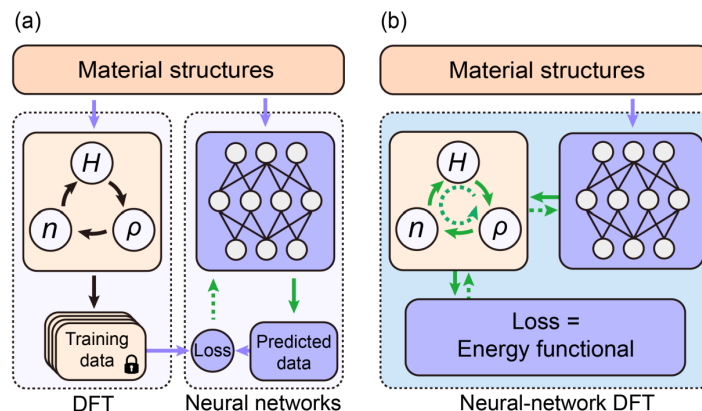 (a)
Material structures
H
n
ρ
Training
data
Loss
Predicted
data
DFT
Neural networks
(b)
Material structures
H
n
ρ
Loss =
Energy functional
Neural-network DFT